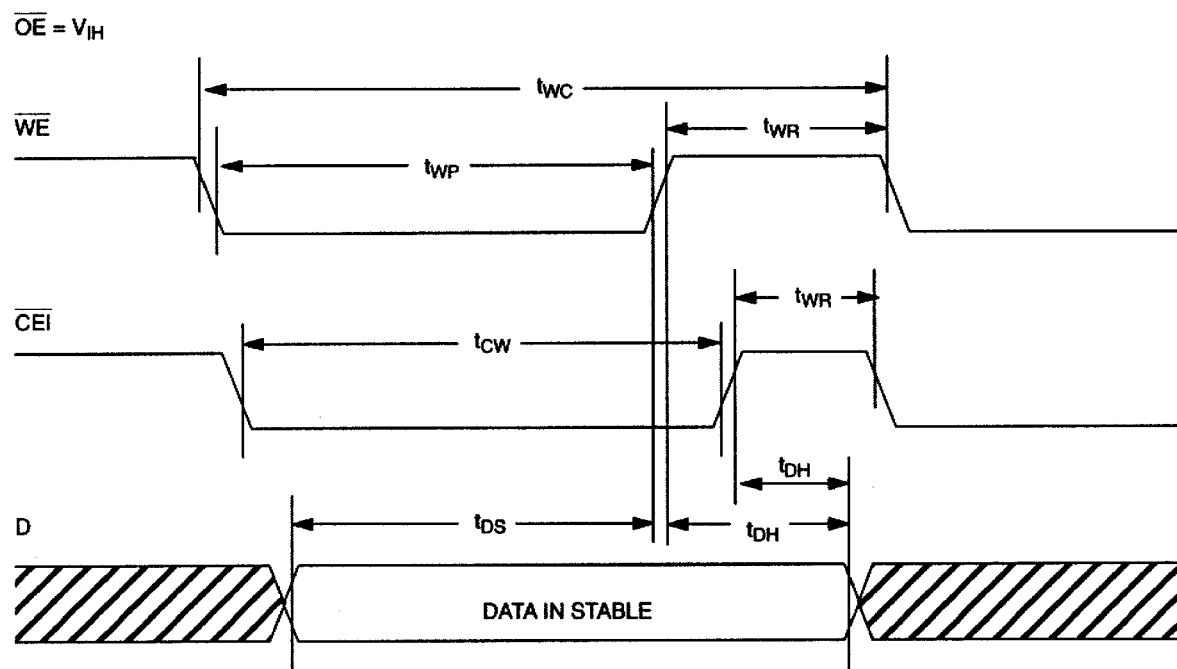 OE = VIH
tWC
WE
tWR
tWP
tWR
CEI
tCW
tDH
D
tDS
tDH
DATA IN STABLE